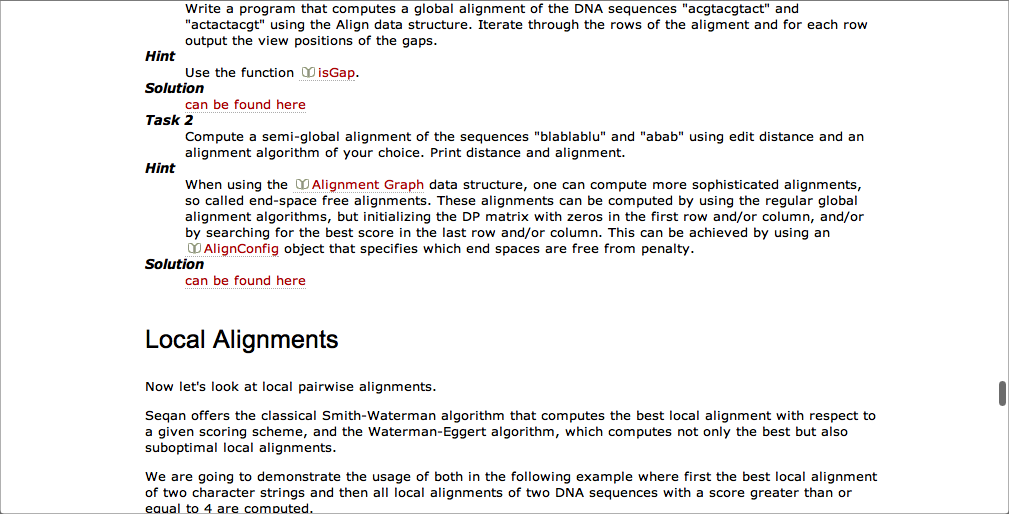 Write a program that computes a global alignment of the DNA sequences "acgtacgtact" and
"actactacgt" using the Align data structure. Iterate through the rows of the aligment and for each row
output the view positions of the gaps.
Hint
Use the function isGap.
Solution
can be found here
Task 2
Compute a semi-global alignment of the sequences "blablablu" and "abab" using edit distance and an
alignment algorithm of your choice. Print distance and alignment.
Hint
When using the Alignment Graph data structure, one can compute more sophisticated alignments,
so called end-space free alignments. These alignments can be computed by using the regular global
alignment algorithms, but initializing the DP matrix with zeros in the first row and/or column, and/or
by searching for the best score in the last row and/or column. This can be achieved by using an
AlignConfig object that specifies which end spaces are free from penalty.
Solution
can be found here
Local Alignments
Now let's look at local pairwise alignments.
Seqan offers the classical Smith-Waterman algorithm that computes the best local alignment with respect to
a given scoring scheme, and the Waterman-Eggert algorithm, which computes not only the best but also
suboptimal local alignments.
We are going to demonstrate the usage of both in the following example where first the best local alignment
of two character strings and then all local alignments of two DNA sequences with a score greater than or
equal to 4 are computed.